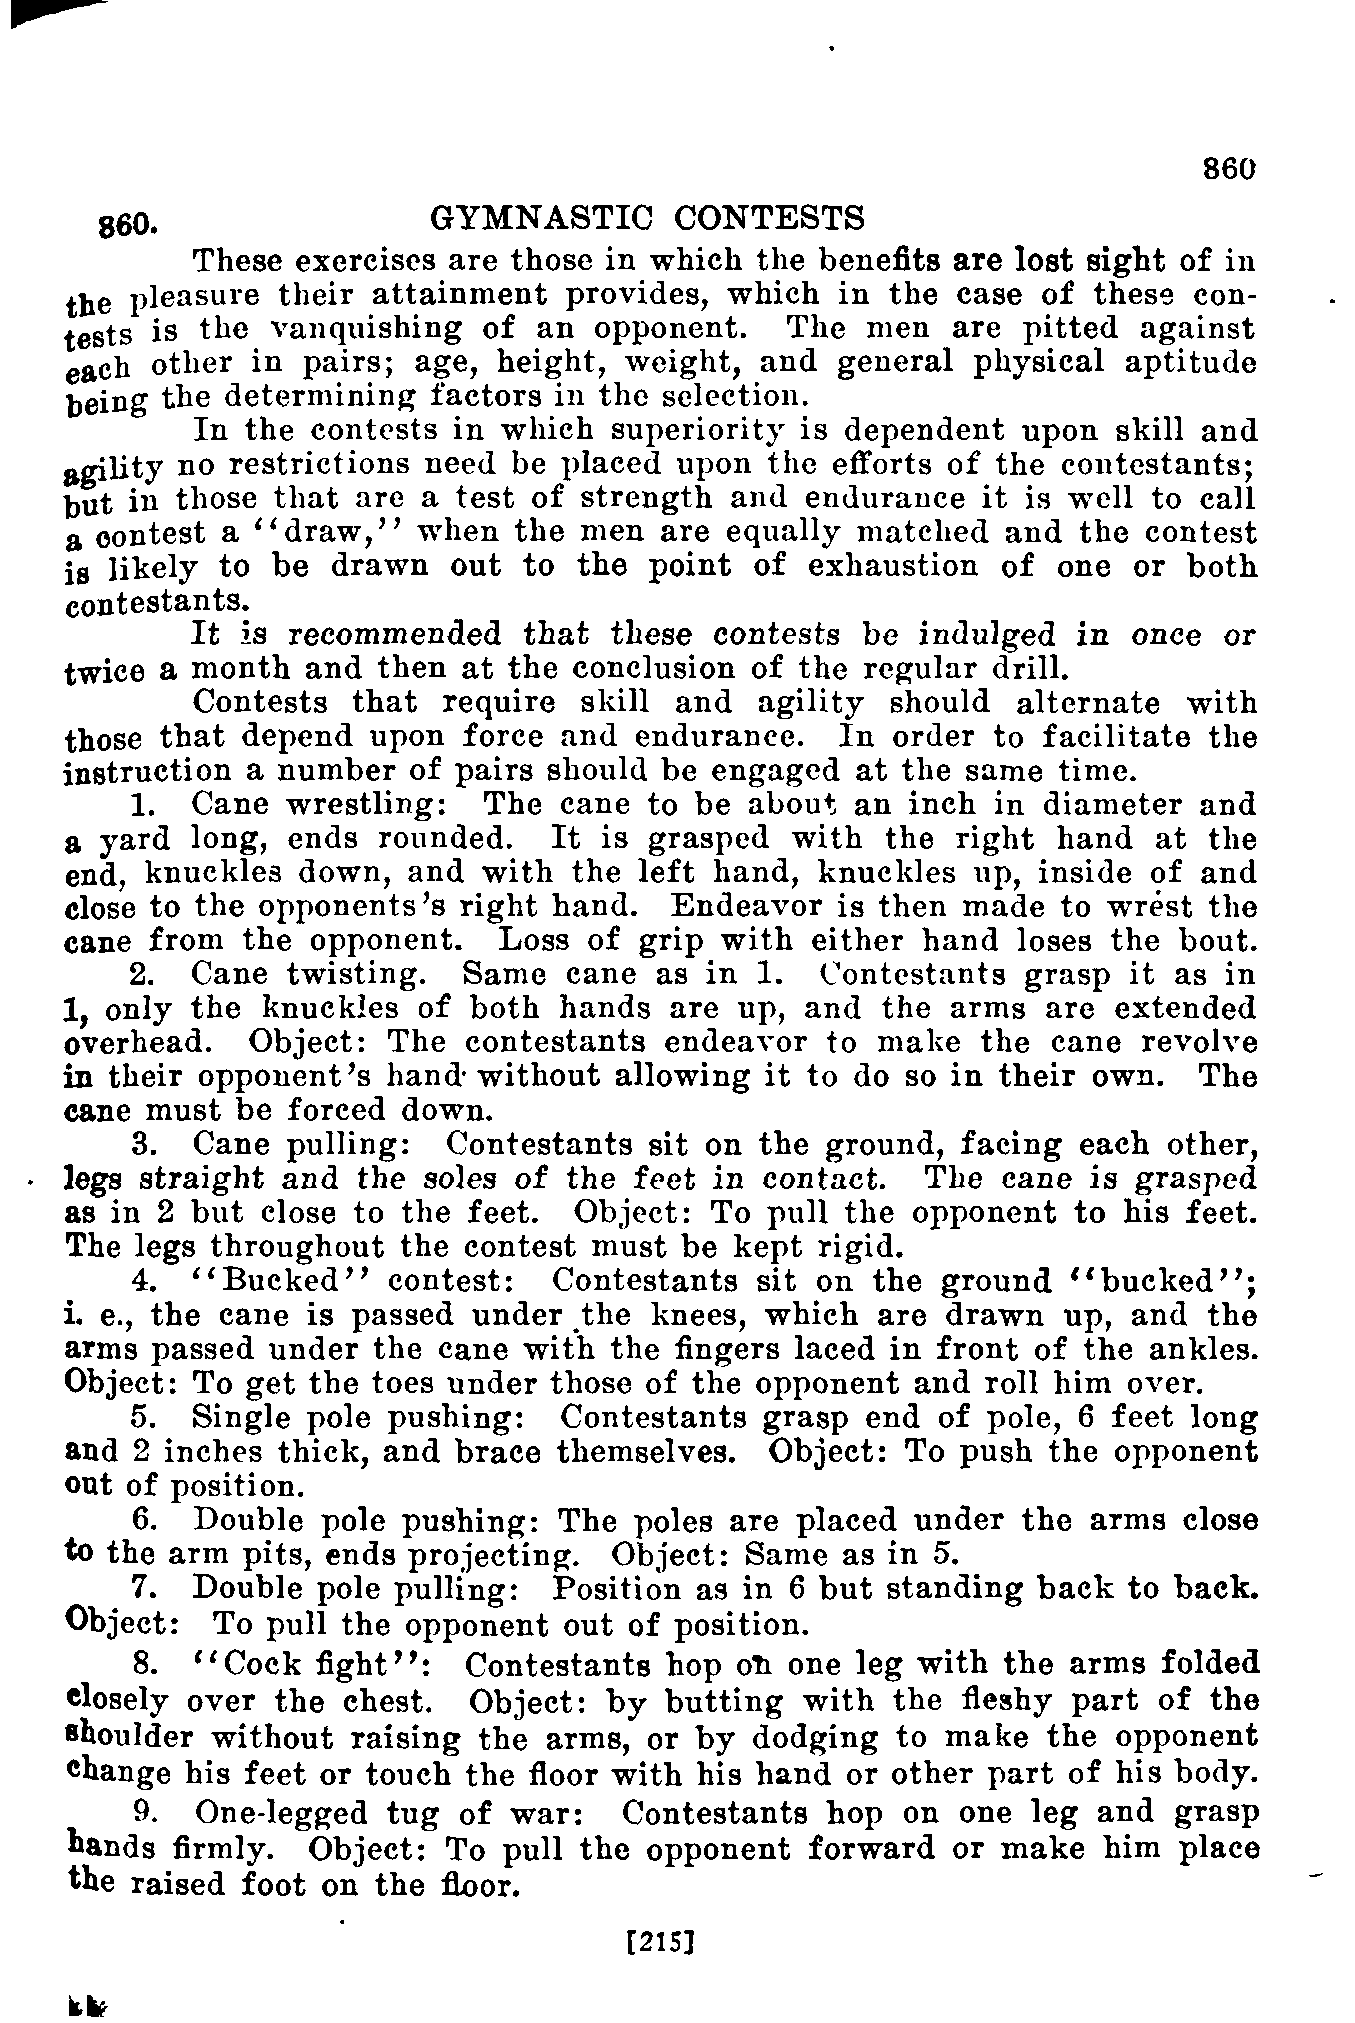 860
860. GYMNASTIC CONTESTS
These exercises are those in which the benefits are lost sight of in
the pleasure their attainment provides, which in the case of these con-
tests is the vanquishing of an opponent. The men are pitted against
each other in pairs; age, height, weight, and general physical aptitude
being the determining factors in the selection.
In the contests in which superiority is dependent upon skill and
agility no restrictions need be placed upon the efforts of the contestants;
but in those that are a test of strength and endurance it is well to call
a contest a "draw," when the men are equally matched and the contest
is likely to be drawn out to the point of exhaustion of one or both
contestants.
It is recommended that these contests be indulged in once or
twice a month and then at the conclusion of the regular drill.
Contests that require skill and agility should alternate with
those that depend upon force and endurance. In order to facilitate the
instruction a number of pairs should be engaged at the same time.
1. Cane wrestling: The cane to be about an inch in diameter and
a yard long, ends rounded. It is grasped with the right hand at the
end, knuckles down, and with the left hand, knuckles up, inside of and
close to the opponents's right hand. Endeavor is then made to wrest the
cane from the opponent. Loss of grip with either hand loses the bout.
2. Cane twisting. Same cane as in 1. Contestants grasp it as in
1, only the knuckles of both hands are up, and the arms are extended
overhead. Object: The contestants endeavor to make the cane revolve
in their opponent's hand without allowing it to do so in their own. The
cane must be forced down.
3. Cane pulling: Contestants sit on the ground, facing each other,
legs straight and the soles of the feet in contact. The cane is grasped
as in 2 but close to the feet. Object: To pull the opponent to his feet.
The legs throughout the contest must be kept rigid.
4. "Bucked" contest: Contestants sit on the ground "bucked";
i. e., the cane is passed under the knees, which are drawn up, and the
arms passed under the cane with the fingers laced in front of the ankles.
Object: To get the toes under those of the opponent and roll him over.
5. Single pole pushing: Contestants grasp end of pole, 6 feet long
and 2 inches thick, and brace themselves. Object: To push the opponent
out of position.
6. Double pole pushing: The poles are placed under the arms close
to the arm pits, ends projecting. Object: Same as in 5.
7. Double pole pulling: Position as in 6 but standing back to back.
Object: To pull the opponent out of position.
8. "Cock fight": Contestants hop on one leg with the arms folded
closely over the chest. Object: by butting with the fleshy part of the
shoulder without raising the arms, or by dodging to make the opponent
change his feet or touch the floor with his hand or other part of his body.
9. One-legged tug of war: Contestants hop on one leg and grasp
hands firmly. Object: To pull the opponent forward or make him place
the raised foot on the floor.
[215]